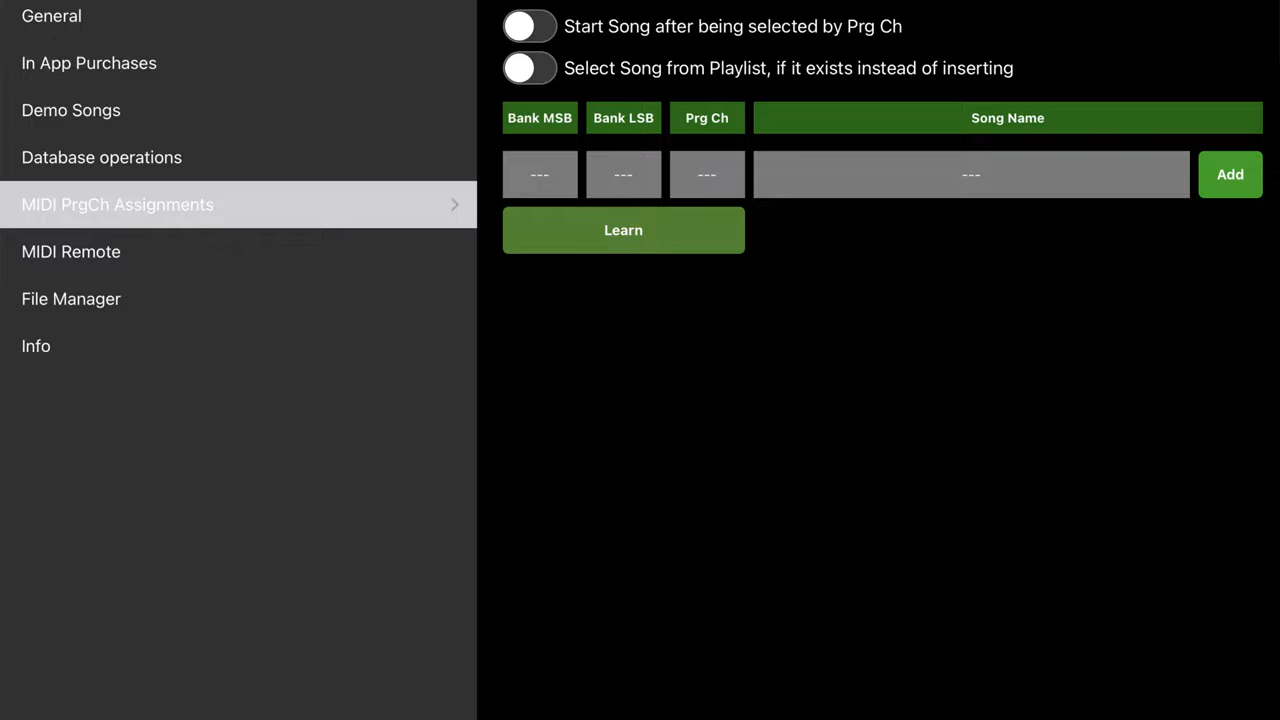 General
In App Purchases
Demo Songs
Database operations
MIDI PrgCh Assignments
MIDI Remote
File Manager
Info
Start Song after being selected by Prg Ch
Select Song from Playlist, if it exists instead of inserting
Bank MSB Bank LSB Prg Ch Song Name
--- --- --- --- Add
Learn